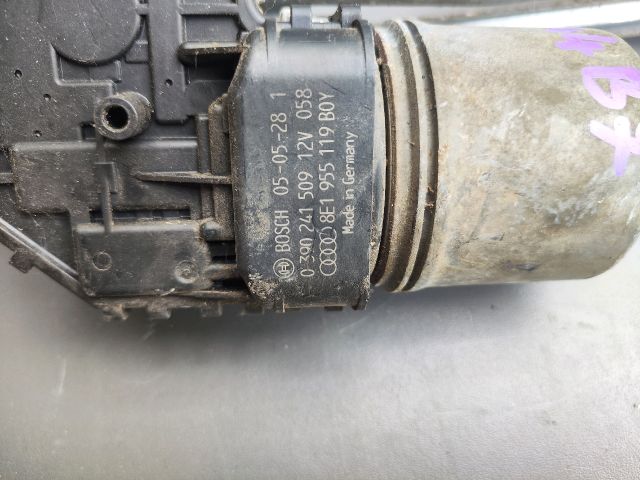 BOSCH 05-05-28 1
0 390 241 509 12V 058
8E1 955 119 BOY
Made in Germany